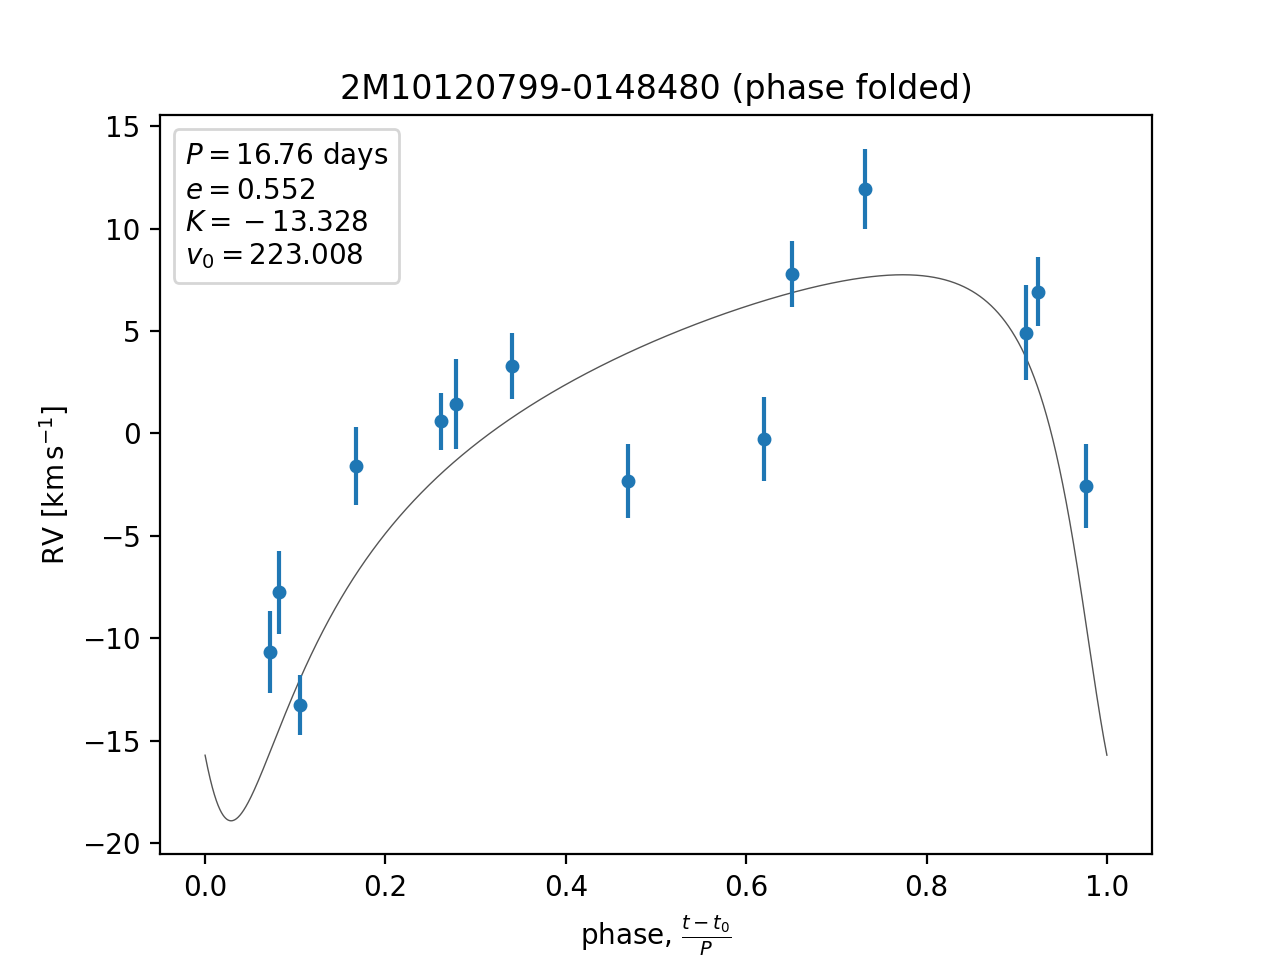 2M10120799-0148480 (phase folded)
P = 16.76 days
e = 0.552
K = −13.328
v₀ = 223.008
15
10
5
0
−5
−10
−15
−20
RV [km s⁻¹]
0.0 0.2 0.4 0.6 0.8 1.0
phase, (t − t₀)/P